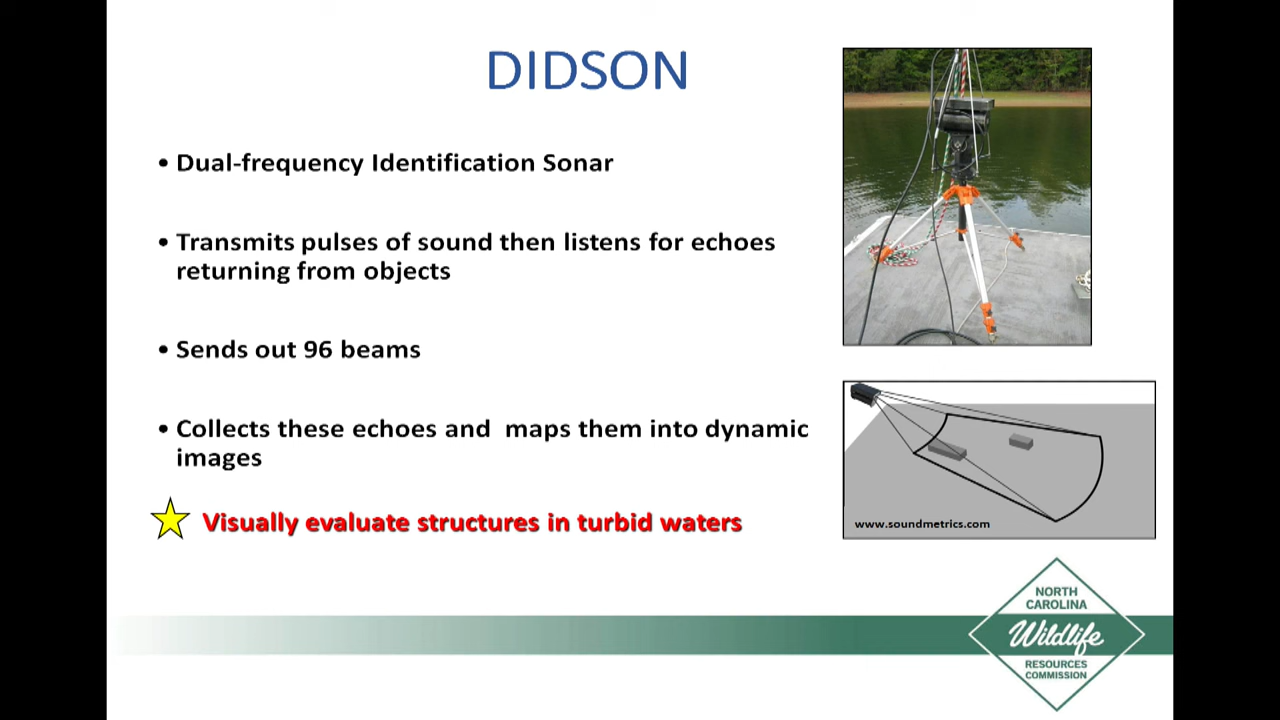 DIDSON
• Dual-frequency Identification Sonar
• Transmits pulses of sound then listens for echoes
returning from objects
• Sends out 96 beams
• Collects these echoes and maps them into dynamic
images
Visually evaluate structures in turbid waters
www.soundmetrics.com
NORTH
CAROLINA
Wildlife
RESOURCES
COMMISSION